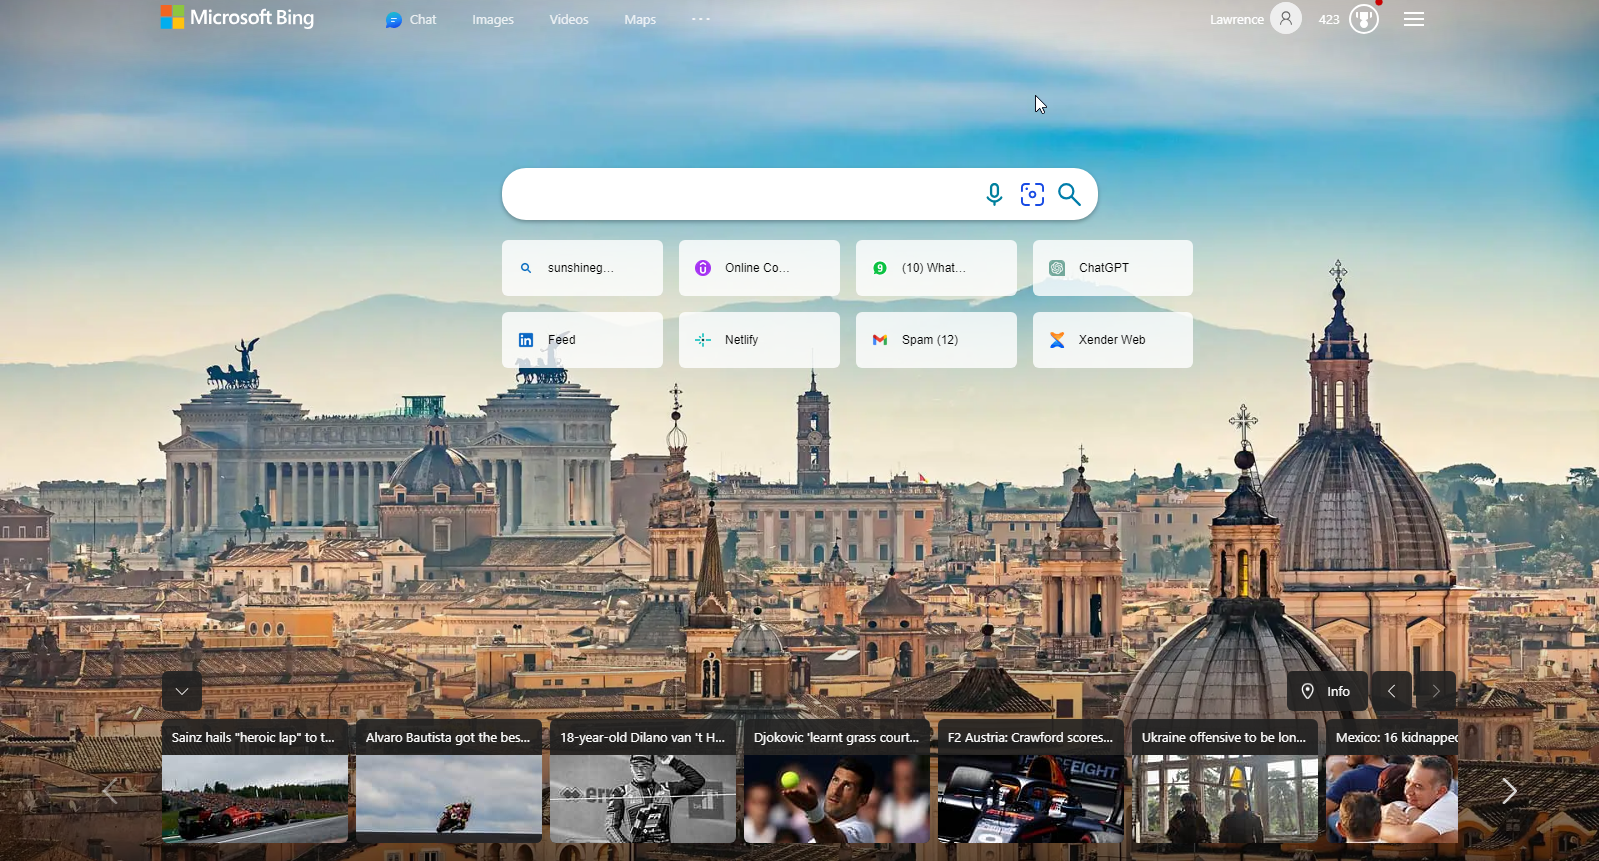 Microsoft Bing
Chat
Images
Videos
Maps
Lawrence
423
sunshineg...
Online Co...
9
(10) What...
ChatGPT
Feed
Netlify
Spam (12)
Xender Web
Info
Sainz hails "heroic lap" to t...
Alvaro Bautista got the bes...
18-year-old Dilano van 't H...
Djokovic 'learnt grass court...
F2 Austria: Crawford scores...
Ukraine offensive to be lon...
Mexico: 16 kidnapped